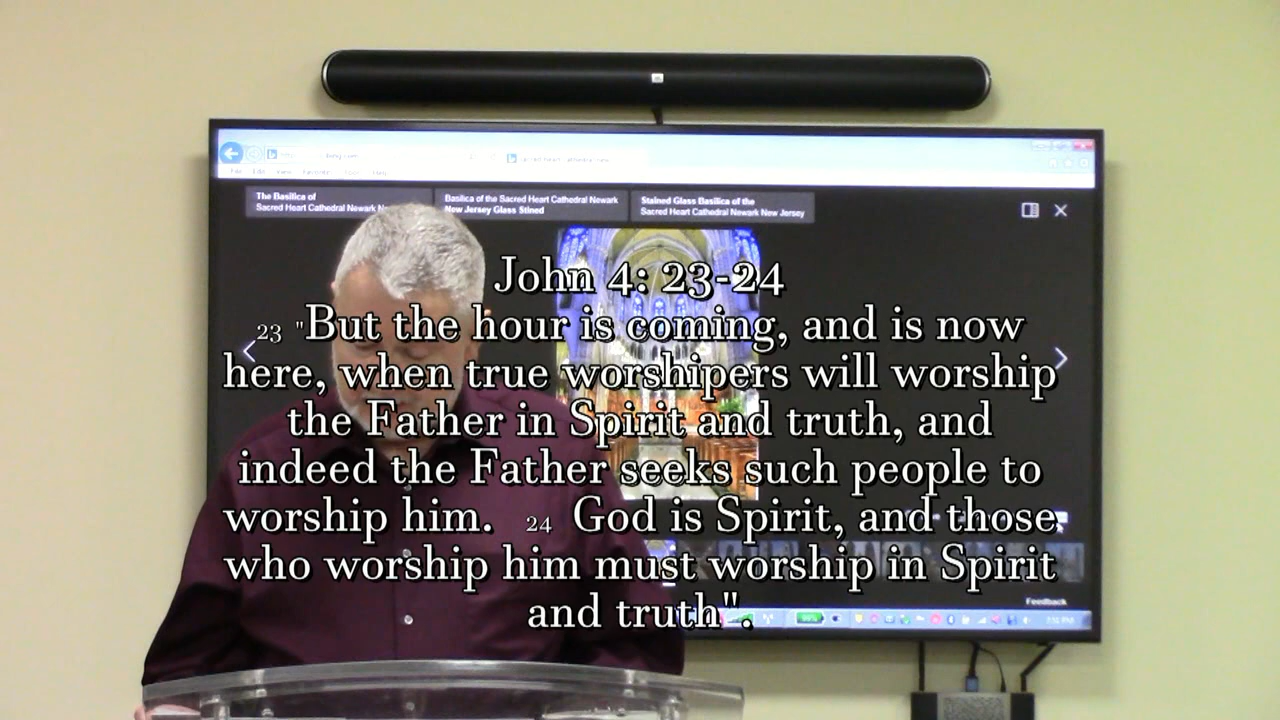 The Basilica of
Sacred Heart Cathedral Newark
Basilica of the Sacred Heart Cathedral Newark
New Jersey Glass Stined
Stained Glass Basilica of the
Sacred Heart Cathedral Newark New Jersey
John 4: 23-24
23 "But the hour is coming, and is now
here, when true worshipers will worship
the Father in Spirit and truth, and
indeed the Father seeks such people to
worship him. 24 God is Spirit, and those
who worship him must worship in Spirit
and truth".
Feedback